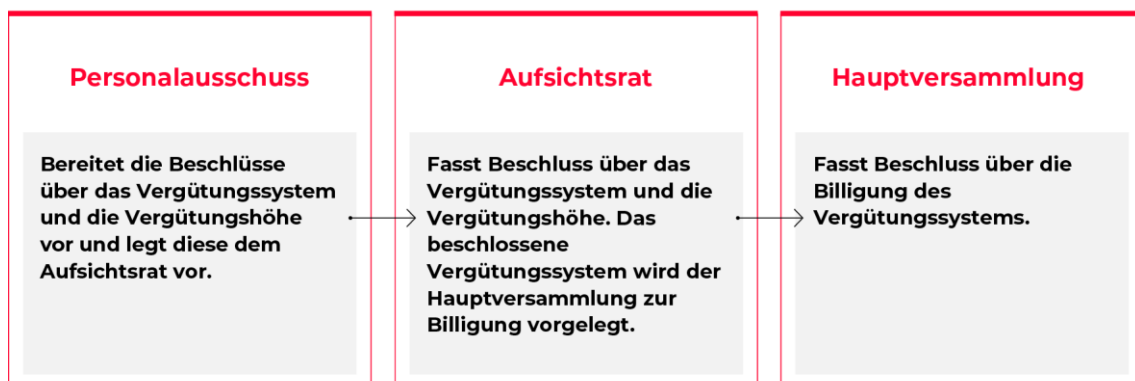 Personalausschuss
Bereitet die Beschlüsse
über das Vergütungssystem
und die Vergütungshöhe
vor und legt diese dem
Aufsichtsrat vor.
Aufsichtsrat
Fasst Beschluss über das
Vergütungssystem und die
Vergütungshöhe. Das
beschlossene
Vergütungssystem wird der
Hauptversammlung zur
Billigung vorgelegt.
Hauptversammlung
Fasst Beschluss über die
Billigung des
Vergütungssystems.